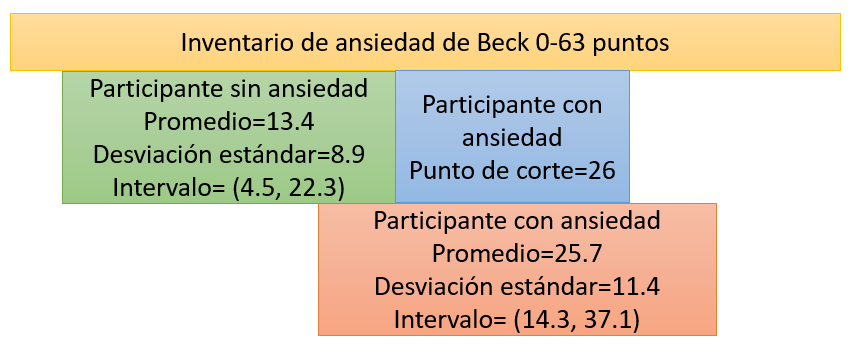 Inventario de ansiedad de Beck 0-63 puntos
Participante sin ansiedad
Promedio=13.4
Desviación estándar=8.9
Intervalo= (4.5, 22.3)
Participante con
ansiedad
Punto de corte=26
Participante con ansiedad
Promedio=25.7
Desviación estándar=11.4
Intervalo= (14.3, 37.1)